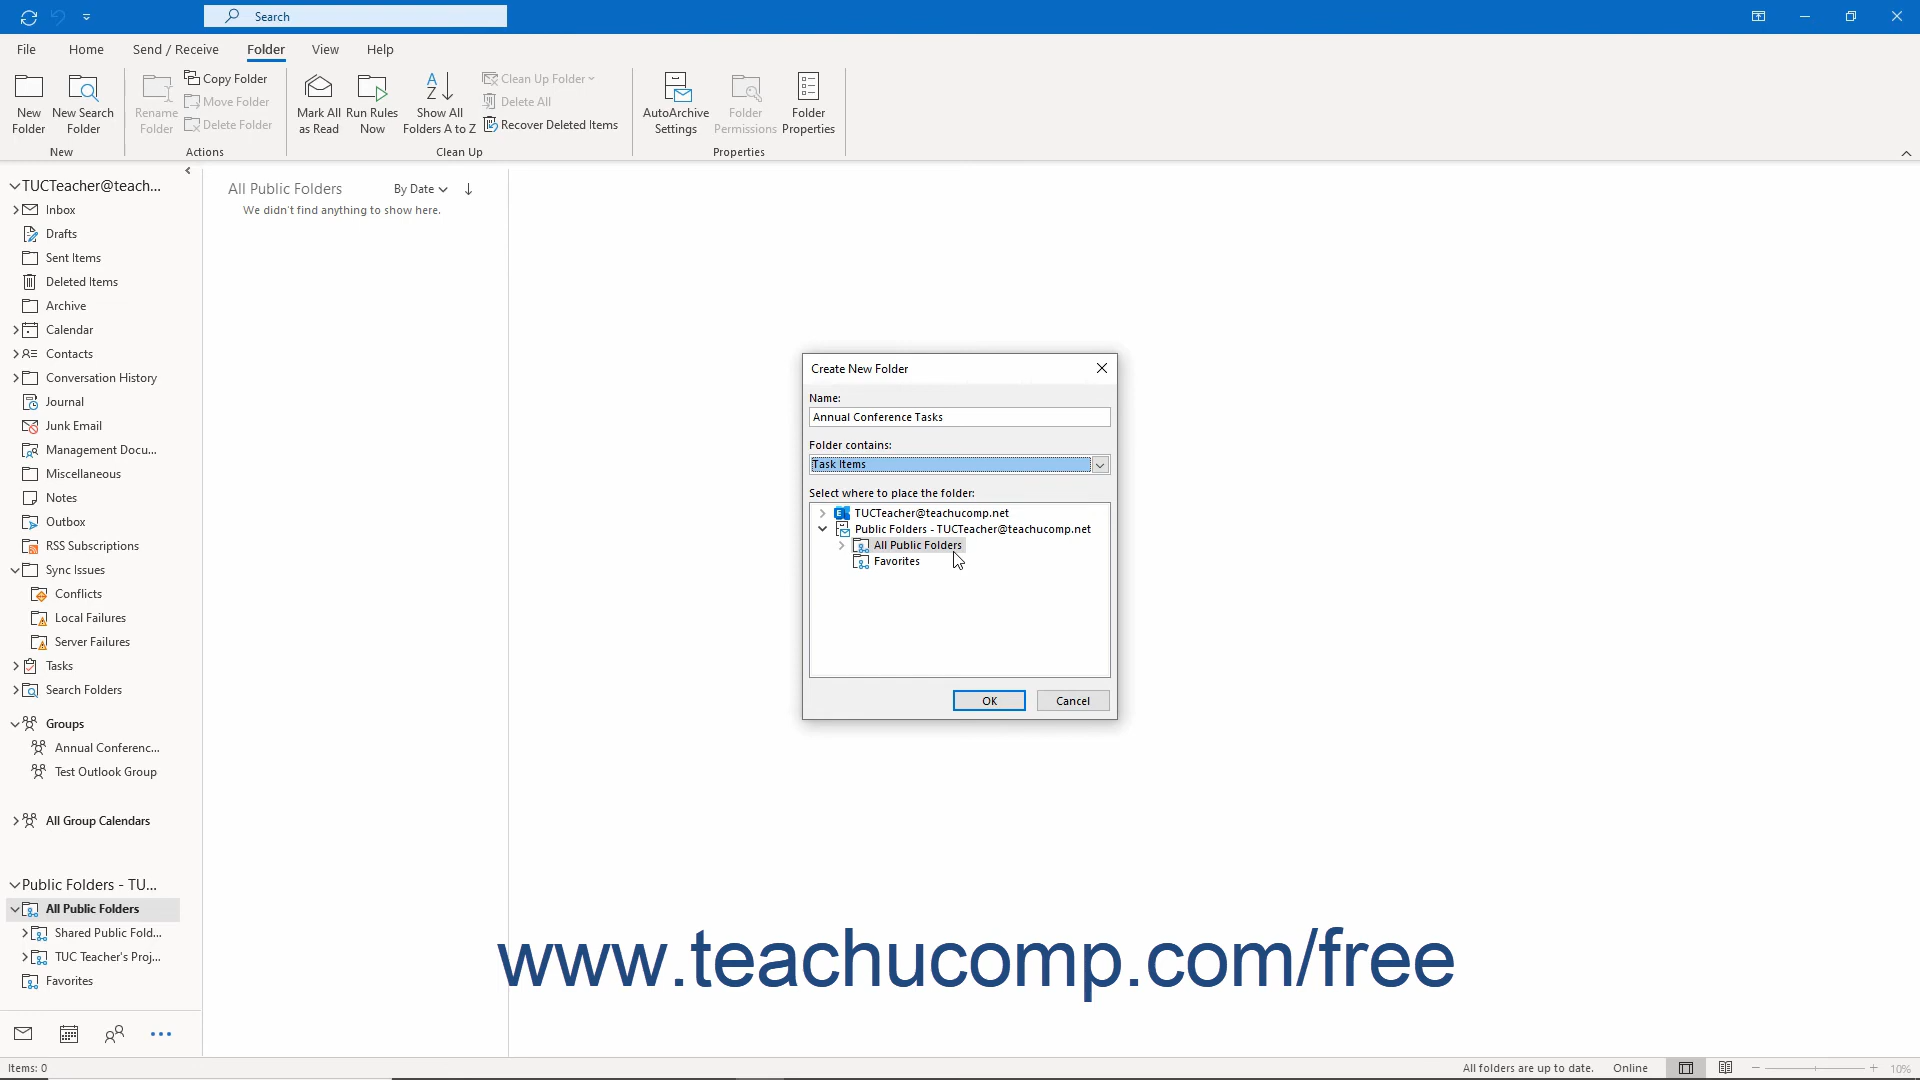 Search
File Home Send / Receive Folder View Help
New Folder
New Search Folder
New
Rename Folder
Copy Folder
Move Folder
Delete Folder
Actions
Mark All as Read
Run Rules Now
Show All Folders A to Z
Clean Up Folder
Delete All
Recover Deleted Items
Clean Up
AutoArchive Settings
Folder Permissions
Folder Properties
Properties
TUCTeacher@teach...
Inbox
Drafts
Sent Items
Deleted Items
Archive
Calendar
Contacts
Conversation History
Journal
Junk Email
Management Docu...
Miscellaneous
Notes
Outbox
RSS Subscriptions
Sync Issues
Conflicts
Local Failures
Server Failures
Tasks
Search Folders
Groups
Annual Conferenc...
Test Outlook Group
All Group Calendars
Public Folders - TU...
All Public Folders
Shared Public Fold...
TUC Teacher's Proj...
Favorites
All Public Folders By Date
We didn't find anything to show here.
Create New Folder
Name:
Annual Conference Tasks
Folder contains:
Task Items
Select where to place the folder:
TUCTeacher@teachucomp.net
Public Folders - TUCTeacher@teachucomp.net
All Public Folders
Favorites
OK Cancel
www.teachucomp.com/free
Items: 0 All folders are up to date. Online 10%